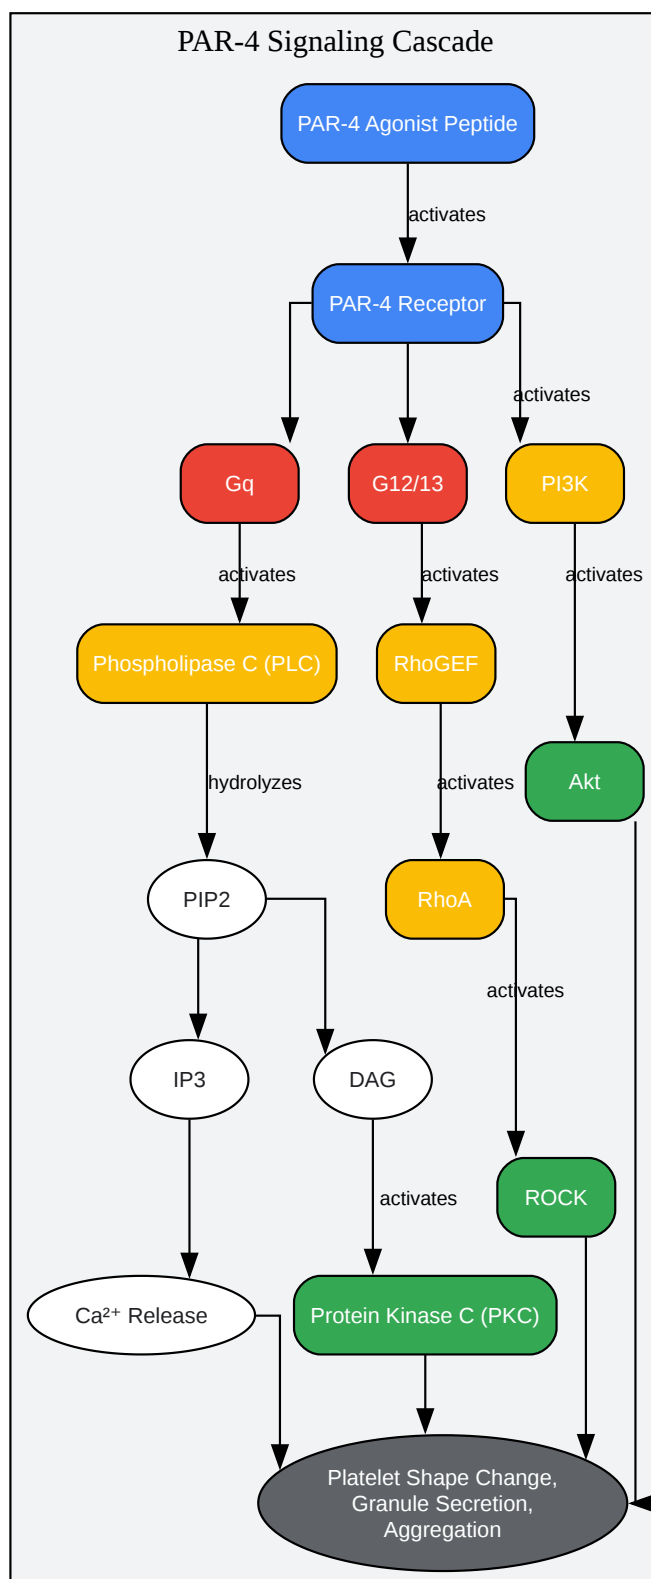 PAR-4 Signaling Cascade
PAR-4 Agonist Peptide
activates
PAR-4 Receptor
activates
Gq
G12/13
PI3K
activates
activates
activates
Phospholipase C (PLC)
RhoGEF
hydrolyzes
activates
Akt
PIP2
RhoA
activates
IP3
DAG
activates
ROCK
Ca²⁺ Release
Protein Kinase C (PKC)
Platelet Shape Change,
Granule Secretion,
Aggregation